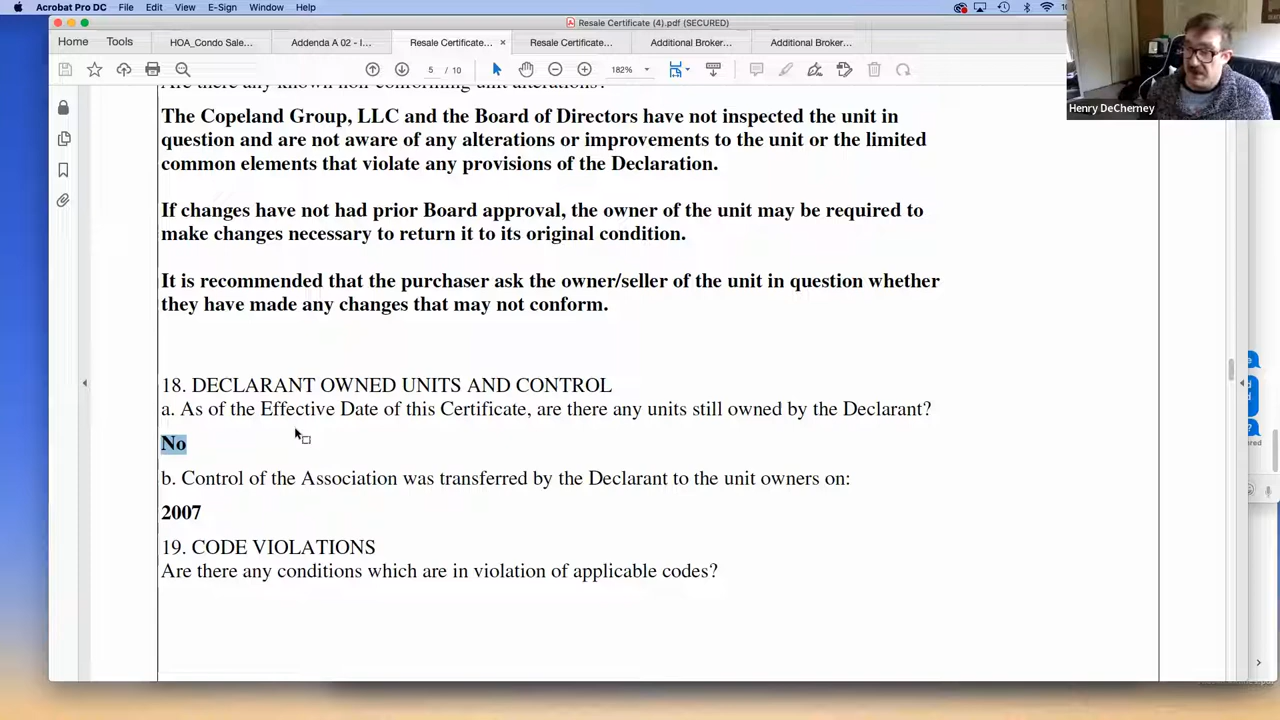 Acrobat Pro DC File Edit View E-Sign Window Help
Resale Certificate (4).pdf (SECURED)
Home Tools HOA_Condo Sale... Addenda A 02 - I... Resale Certificate... × Resale Certificate... Additional Broker... Additional Broker...
5 / 10 182%
Henry DeCherney
Are there any known non-conforming unit alterations?
The Copeland Group, LLC and the Board of Directors have not inspected the unit in
question and are not aware of any alterations or improvements to the unit or the limited
common elements that violate any provisions of the Declaration.
If changes have not had prior Board approval, the owner of the unit may be required to
make changes necessary to return it to its original condition.
It is recommended that the purchaser ask the owner/seller of the unit in question whether
they have made any changes that may not conform.
18. DECLARANT OWNED UNITS AND CONTROL
a. As of the Effective Date of this Certificate, are there any units still owned by the Declarant?
No
b. Control of the Association was transferred by the Declarant to the unit owners on:
2007
19. CODE VIOLATIONS
Are there any conditions which are in violation of applicable codes?